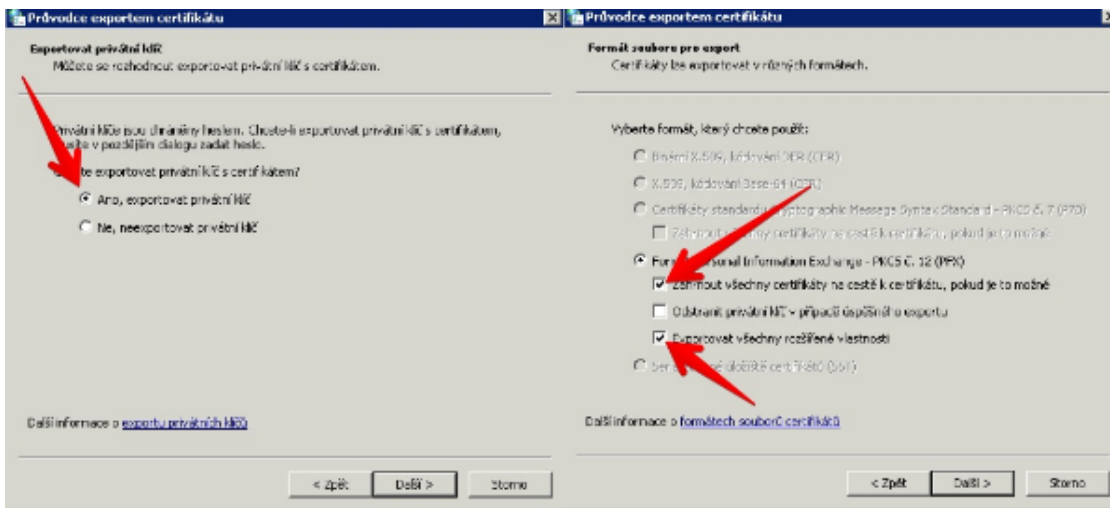 Průvodce exportem certifikátu
Exportovat privátní klíč
Můžete se rozhodnout exportovat privátní klíč s certifikátem.
Privátní klíče jsou chráněny heslem. Chcete-li exportovat privátní klíč s certifikátem,
musíte v pozdějším dialogu zadat heslo.
exportovat privátní klíč s certifikátem?
Ano, exportovat privátní klíč
Ne, neexportovat privátní klíč
Další informace o exportu privátních klíčů
< Zpět
Další >
Storno
Průvodce exportem certifikátu
Formát souboru pro export
Certifikáty lze exportovat v různých formátech.
Vyberte formát, který chcete použít:
Binární X.509, kódování DER (CER)
X.509, kódování Base-64 (CER)
Certifikáty standardu Cryptographic Message Syntax Standard - PKCS č. 7 (P7B)
Zahrnout všechny certifikáty na cestě k certifikátu, pokud je to možné
Personal Information Exchange - PKCS č. 12 (PFX)
Zahrnout všechny certifikáty na cestě k certifikátu, pokud je to možné
Odstranit privátní klíč v případě úspěšného exportu
Exportovat všechny rozšířené vlastnosti
úložiště certifikátů (SST)
Další informace o formátech souborů certifikátů
< Zpět
Další >
Storno